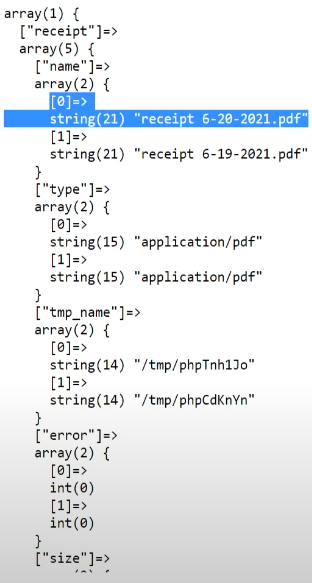 array(1) {
["receipt"]=>
array(5) {
["name"]=>
array(2) {
[0]=>
string(21) "receipt 6-20-2021.pdf"
[1]=>
string(21) "receipt 6-19-2021.pdf"
}
["type"]=>
array(2) {
[0]=>
string(15) "application/pdf"
[1]=>
string(15) "application/pdf"
}
["tmp_name"]=>
array(2) {
[0]=>
string(14) "/tmp/phpTnh1Jo"
[1]=>
string(14) "/tmp/phpCdKnYn"
}
["error"]=>
array(2) {
[0]=>
int(0)
[1]=>
int(0)
}
["size"]=>